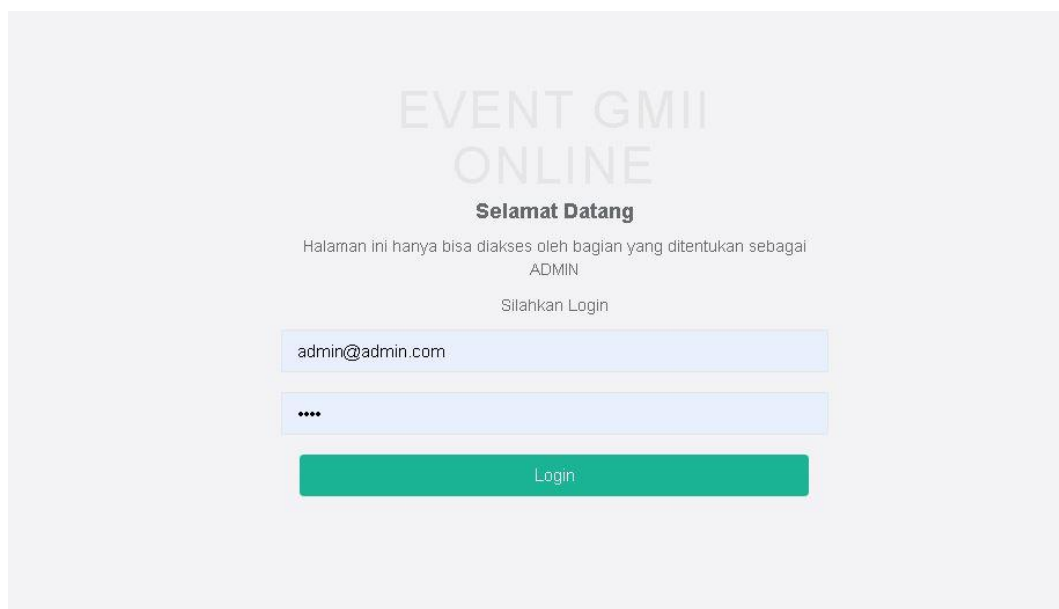 EVENT GMII
ONLINE
Selamat Datang
Halaman ini hanya bisa diakses oleh bagian yang ditentukan sebagai
ADMIN
Silahkan Login
admin@admin.com
••••
Login